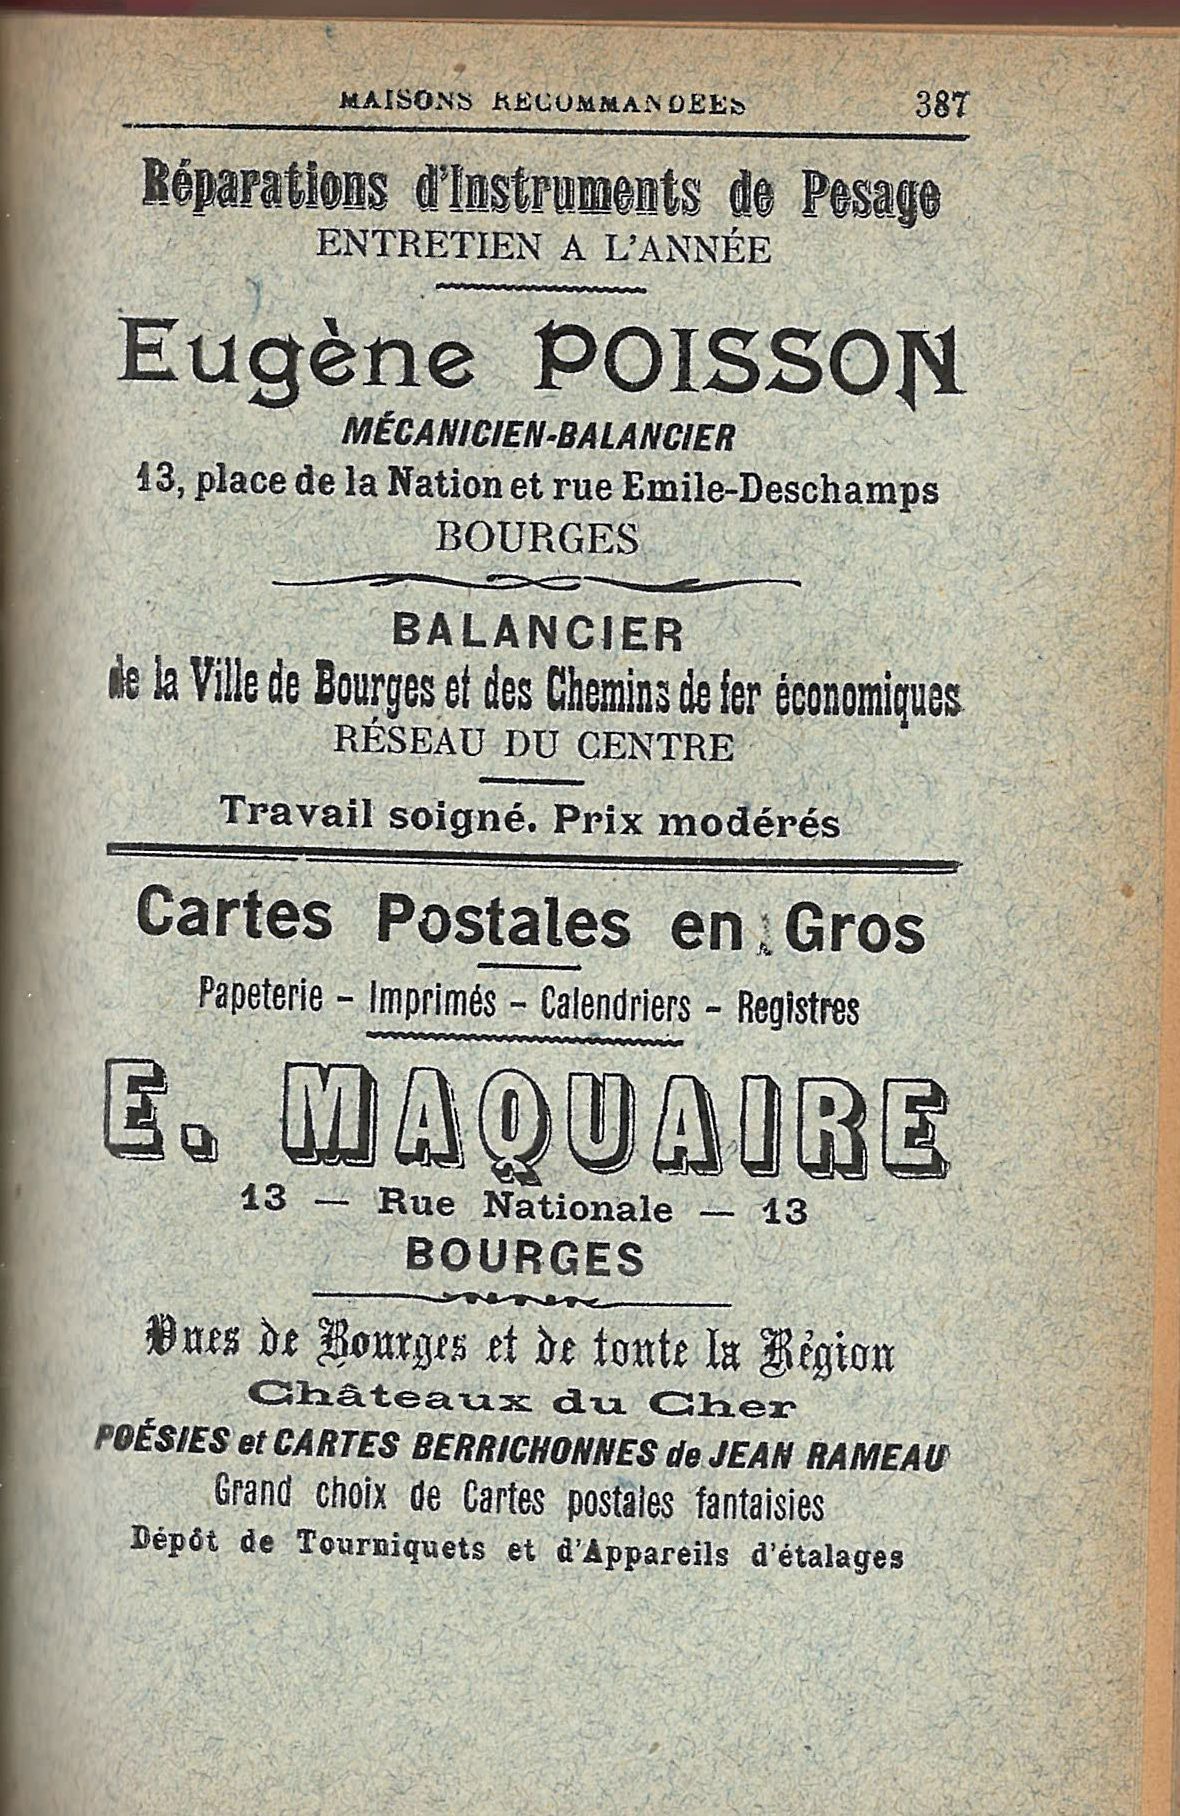 MAISONS RECOMMANDÉES 387
Réparations d'Instruments de Pesage
ENTRETIEN A L'ANNÉE
Eugène POISSON
MÉCANICIEN-BALANCIER
13, place de la Nation et rue Emile-Deschamps
BOURGES
BALANCIER
de la Ville de Bourges et des Chemins de fer économiques
RÉSEAU DU CENTRE
Travail soigné. Prix modérés
Cartes Postales en Gros
Papeterie - Imprimés - Calendriers - Registres
E. MAQUAIRE
13 — Rue Nationale — 13
BOURGES
Vues de Bourges et de toute la Région
Châteaux du Cher
POÉSIES et CARTES BERRICHONNES de JEAN RAMEAU
Grand choix de Cartes postales fantaisies
Dépôt de Tourniquets et d'Appareils d'étalages